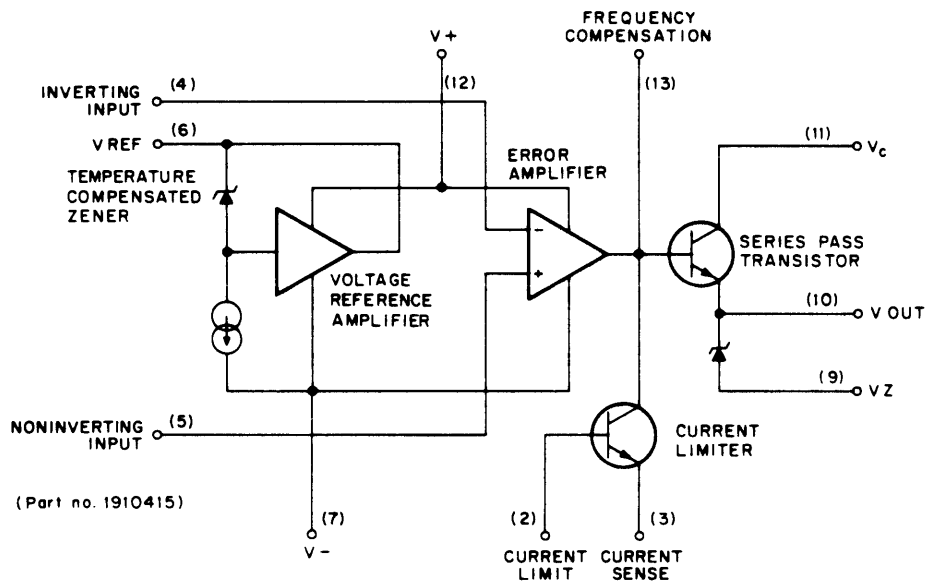 FREQUENCY
COMPENSATION
V+
(12)
(13)
(4)
INVERTING
INPUT
(6)
V REF
(11)
Vc
ERROR
AMPLIFIER
TEMPERATURE
COMPENSATED
ZENER
-
+
SERIES PASS
TRANSISTOR
VOLTAGE
REFERENCE
AMPLIFIER
(10)
V OUT
(9)
VZ
(5)
NONINVERTING
INPUT
CURRENT
LIMITER
(Part no. 1910415)
(7)
V-
(2)
(3)
CURRENT
LIMIT
CURRENT
SENSE